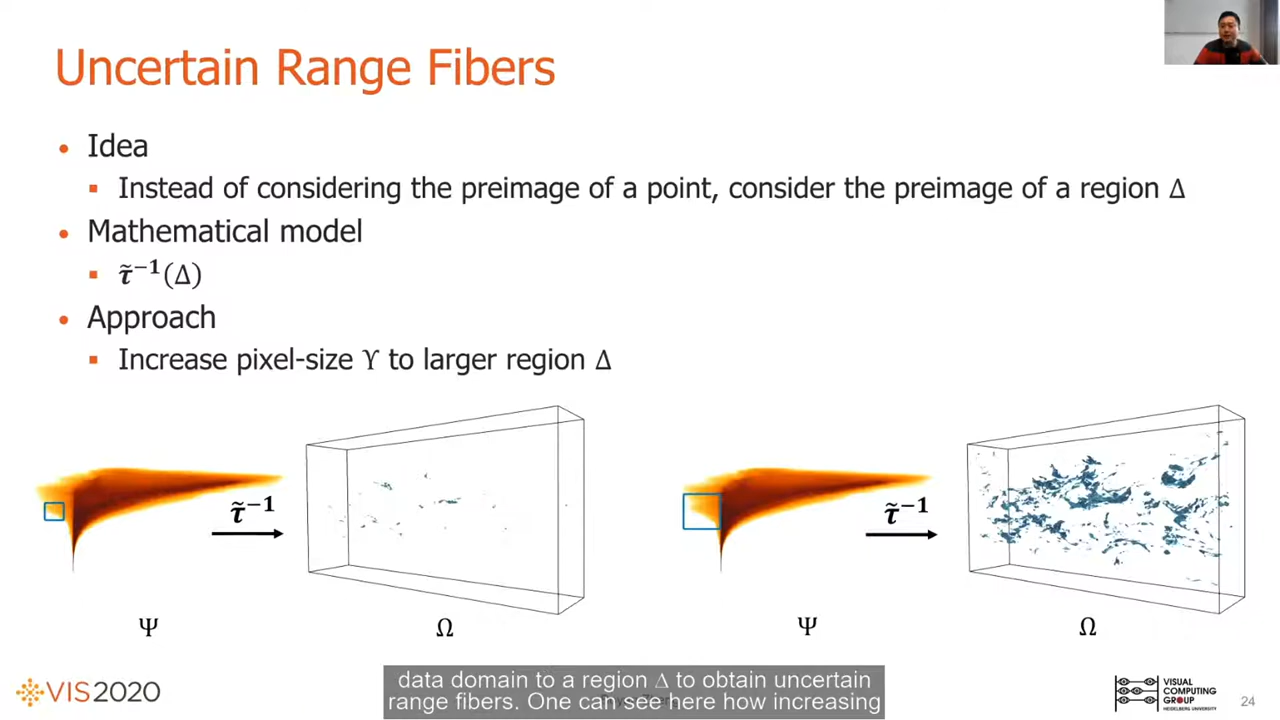 Uncertain Range Fibers
• Idea
▪ Instead of considering the preimage of a point, consider the preimage of a region Δ
• Mathematical model
▪ τ̃⁻¹(Δ)
• Approach
▪ Increase pixel-size ϒ to larger region Δ
τ̃⁻¹
τ̃⁻¹
Ψ
Ω
Ψ
Ω
VIS2020
data domain to a region Δ to obtain uncertain
range fibers. One can see here how increasing
VISUAL
COMPUTING
GROUP
HEIDELBERG UNIVERSITY
24